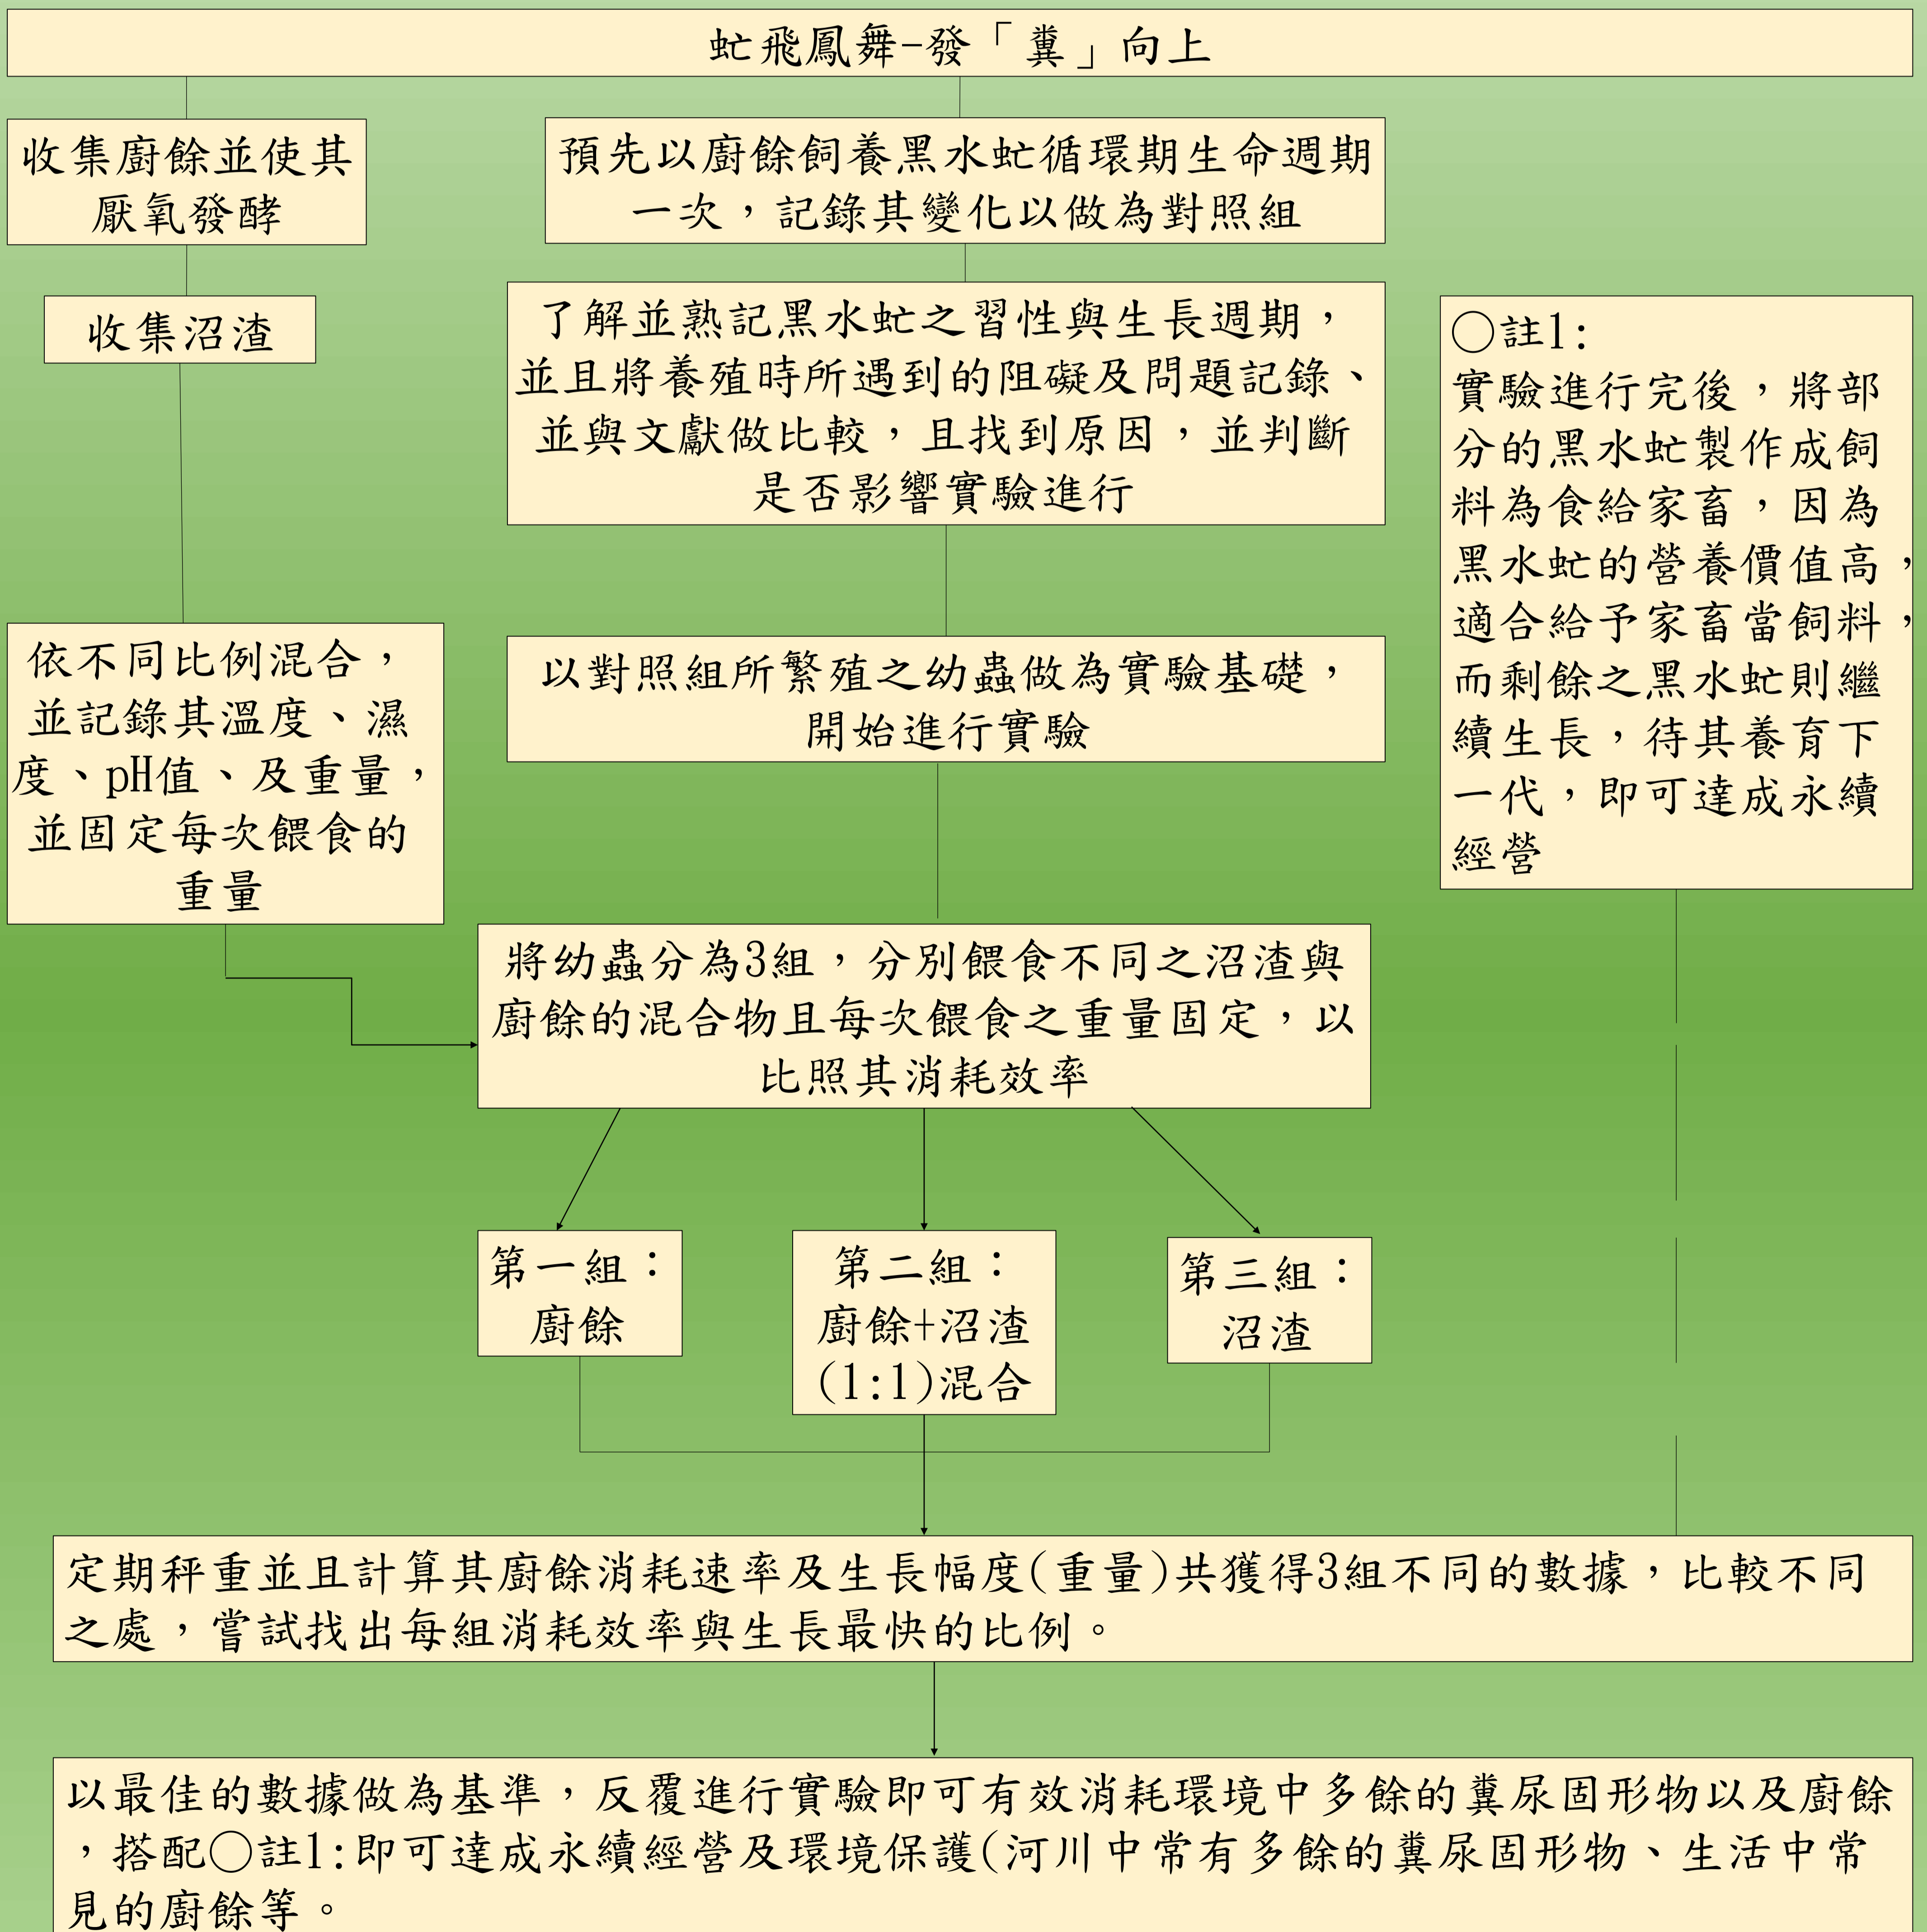 虻飛鳳舞-發「糞」向上
收集廚餘並使其
厭氧發酵
收集沼渣
依不同比例混合，
並記錄其溫度、濕
度、pH值、及重量，
並固定每次餵食的
重量
預先以廚餘飼養黑水虻循環期生命週期
一次，記錄其變化以做為對照組
了解並熟記黑水虻之習性與生長週期，
並且將養殖時所遇到的阻礙及問題記錄、
並與文獻做比較，且找到原因，並判斷
是否影響實驗進行
以對照組所繁殖之幼蟲做為實驗基礎，
開始進行實驗
○註1:
實驗進行完後，將部
分的黑水虻製作成飼
料為食給家畜，因為
黑水虻的營養價值高，
適合給予家畜當飼料，
而剩餘之黑水虻則繼
續生長，待其養育下
一代，即可達成永續
經營
將幼蟲分為3組，分別餵食不同之沼渣與
廚餘的混合物且每次餵食之重量固定，以
比照其消耗效率
第一組：
廚餘
第二組：
廚餘+沼渣
(1:1)混合
第三組：
沼渣
定期秤重並且計算其廚餘消耗速率及生長幅度(重量)共獲得3組不同的數據，比較不同
之處，嘗試找出每組消耗效率與生長最快的比例。
以最佳的數據做為基準，反覆進行實驗即可有效消耗環境中多餘的糞尿固形物以及廚餘
，搭配○註1:即可達成永續經營及環境保護(河川中常有多餘的糞尿固形物、生活中常
見的廚餘等。